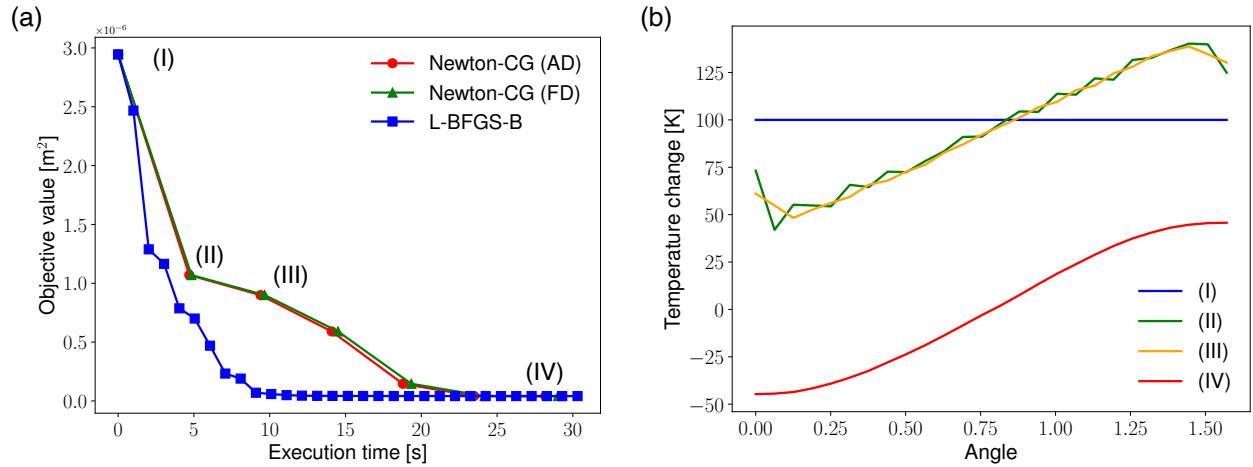 (a)
×10⁻⁶
3.0
2.5
2.0
1.5
1.0
0.5
0.0
Objective value [m²]
0
5
10
15
20
25
30
Execution time [s]
(I)
(II)
(III)
(IV)
Newton-CG (AD)
Newton-CG (FD)
L-BFGS-B
(b)
125
100
75
50
25
0
−25
−50
Temperature change [K]
0.00
0.25
0.50
0.75
1.00
1.25
1.50
Angle
(I)
(II)
(III)
(IV)